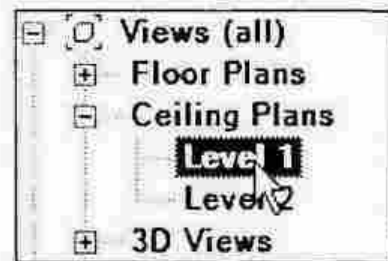 Views (all)
Floor Plans
Ceiling Plans
Level 1
Level 2
3D Views